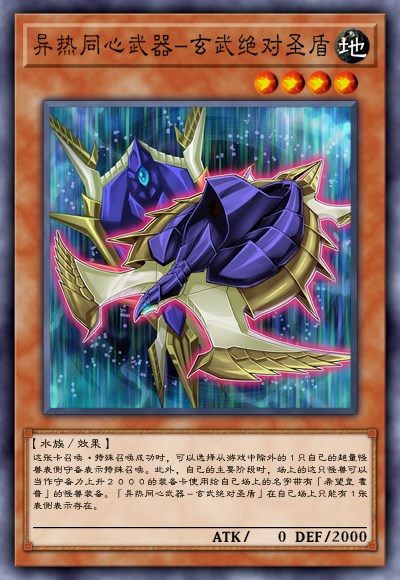 异热同心武器-玄武绝对圣盾
地
【水族/效果】
这张卡召唤·特殊召唤成功时，可以选择从游戏中除外的1只自己的超量怪
兽表侧守备表示特殊召唤。此外，自己的主要阶段时，场上的这只怪兽可以
当作守备力上升2000的装备卡使用给自己场上的名字带有「希望皇 霍
普」的怪兽装备。「异热同心武器-玄武绝对圣盾」在自己场上只能有1张
表侧表示存在。
ATK/ 0 DEF/2000